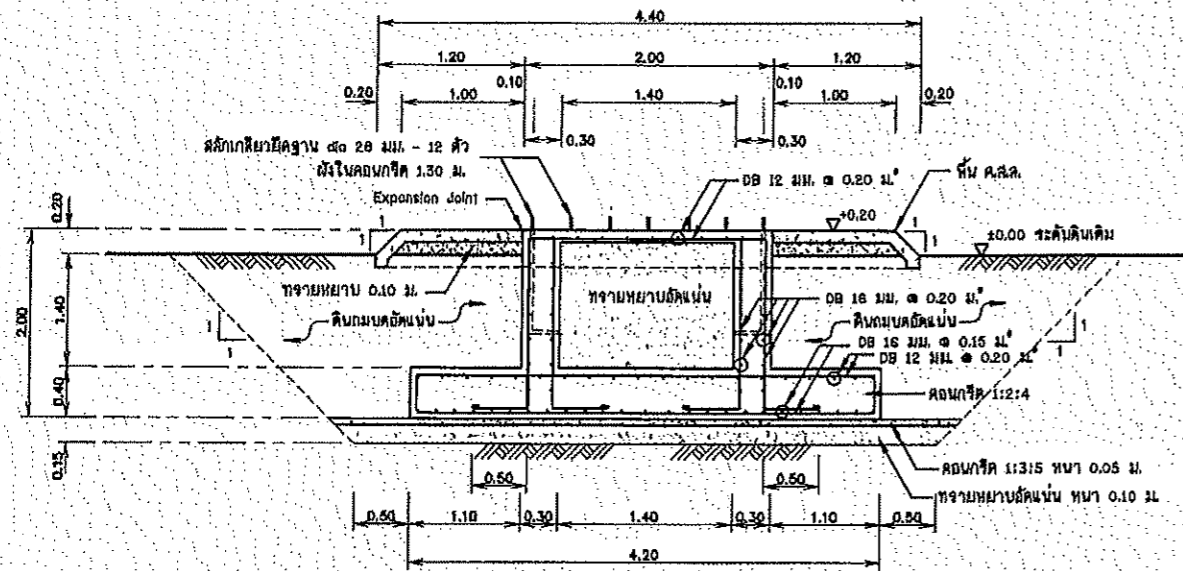 4.40
1.20 2.00 1.20
0.20 1.00 0.10 1.40 0.10 1.00 0.20
0.30 0.30
สลักเกลียวยึดฐาน ∅ 28 มม. - 12 ตัว
ฝังในคอนกรีต 1.30 ม.
Expansion Joint
DB 12 มม. @ 0.20 ม.#
พื้น ค.ส.ล.
0.20
1 1
+0.20
1 1
±0.00 ระดับดินเดิม
ทรายหยาบ 0.10 ม.
ทรายหยาบอัดแน่น
DB 16 มม. @ 0.20 ม.#
2.00
1.40
1
1
ดินถมบดอัดแน่น
ดินถมบดอัดแน่น
1
1
DB 16 มม. @ 0.15 ม.#
DB 12 มม. @ 0.20 ม.#
0.40
คอนกรีต 1:2:4
0.15
คอนกรีต 1:3:5 หนา 0.05 ม.
0.50 0.50
ทรายหยาบอัดแน่น หนา 0.10 ม.
0.50 1.10 0.30 1.40 0.30 1.10 0.50
4.20